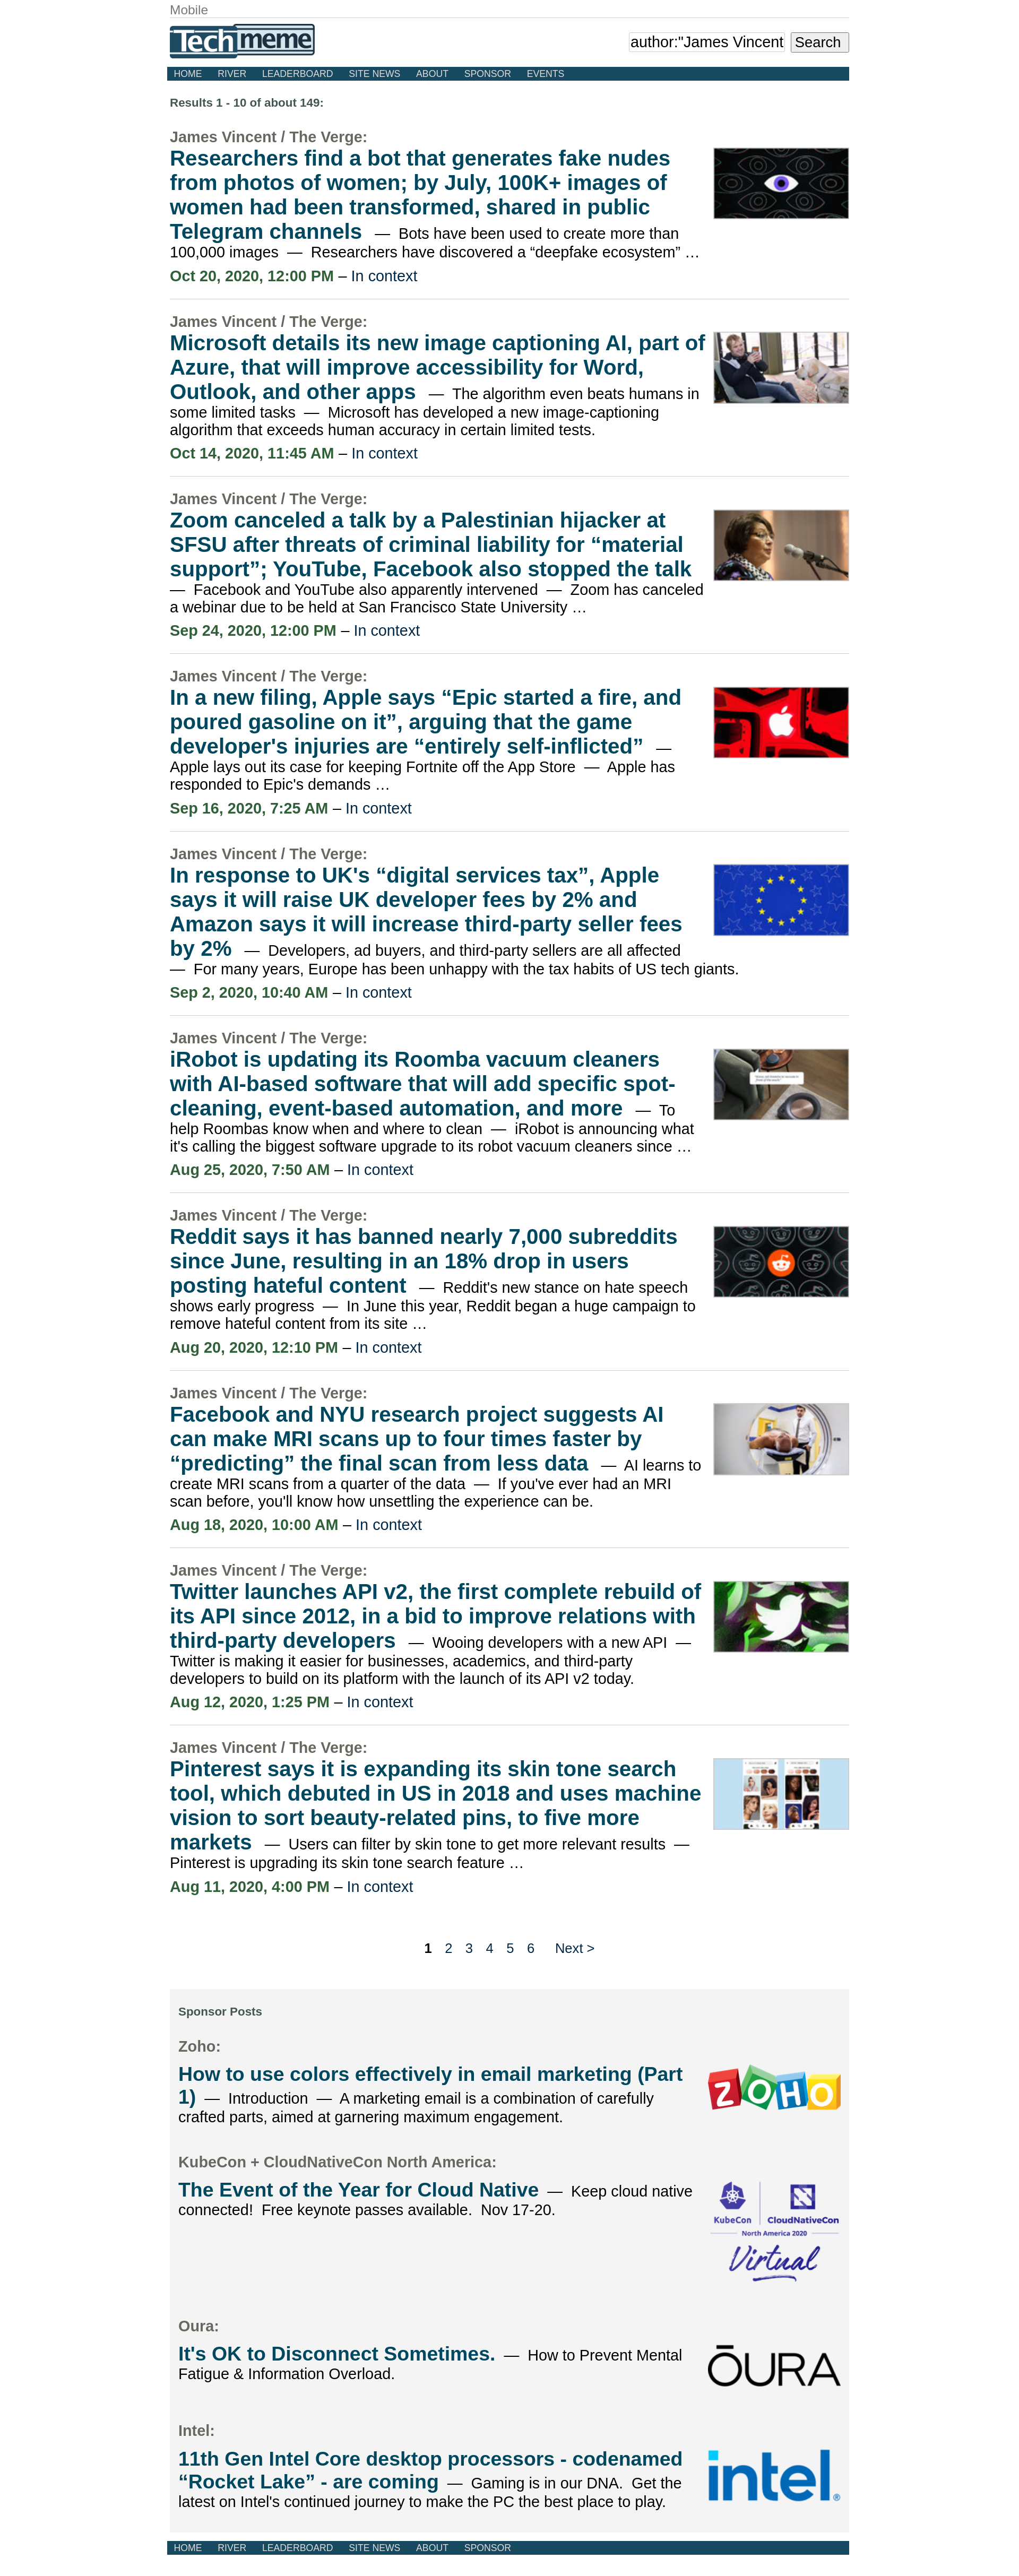 Mobile
Techmeme
author:"James Vincent
Search
HOME RIVER LEADERBOARD SITE NEWS ABOUT SPONSOR EVENTS
Results 1 - 10 of about 149:
James Vincent / The Verge:
Researchers find a bot that generates fake nudes
from photos of women; by July, 100K+ images of
women had been transformed, shared in public
Telegram channels — Bots have been used to create more than
100,000 images — Researchers have discovered a “deepfake ecosystem” …
Oct 20, 2020, 12:00 PM – In context
James Vincent / The Verge:
Microsoft details its new image captioning AI, part of
Azure, that will improve accessibility for Word,
Outlook, and other apps — The algorithm even beats humans in
some limited tasks — Microsoft has developed a new image-captioning
algorithm that exceeds human accuracy in certain limited tests.
Oct 14, 2020, 11:45 AM – In context
James Vincent / The Verge:
Zoom canceled a talk by a Palestinian hijacker at
SFSU after threats of criminal liability for “material
support”; YouTube, Facebook also stopped the talk
— Facebook and YouTube also apparently intervened — Zoom has canceled
a webinar due to be held at San Francisco State University …
Sep 24, 2020, 12:00 PM – In context
James Vincent / The Verge:
In a new filing, Apple says “Epic started a fire, and
poured gasoline on it”, arguing that the game
developer's injuries are “entirely self-inflicted” —
Apple lays out its case for keeping Fortnite off the App Store — Apple has
responded to Epic's demands …
Sep 16, 2020, 7:25 AM – In context
James Vincent / The Verge:
In response to UK's “digital services tax”, Apple
says it will raise UK developer fees by 2% and
Amazon says it will increase third-party seller fees
by 2% — Developers, ad buyers, and third-party sellers are all affected
— For many years, Europe has been unhappy with the tax habits of US tech giants.
Sep 2, 2020, 10:40 AM – In context
James Vincent / The Verge:
iRobot is updating its Roomba vacuum cleaners
with AI-based software that will add specific spot-
cleaning, event-based automation, and more — To
help Roombas know when and where to clean — iRobot is announcing what
it's calling the biggest software upgrade to its robot vacuum cleaners since …
Aug 25, 2020, 7:50 AM – In context
James Vincent / The Verge:
Reddit says it has banned nearly 7,000 subreddits
since June, resulting in an 18% drop in users
posting hateful content — Reddit's new stance on hate speech
shows early progress — In June this year, Reddit began a huge campaign to
remove hateful content from its site …
Aug 20, 2020, 12:10 PM – In context
James Vincent / The Verge:
Facebook and NYU research project suggests AI
can make MRI scans up to four times faster by
“predicting” the final scan from less data — AI learns to
create MRI scans from a quarter of the data — If you've ever had an MRI
scan before, you'll know how unsettling the experience can be.
Aug 18, 2020, 10:00 AM – In context
James Vincent / The Verge:
Twitter launches API v2, the first complete rebuild of
its API since 2012, in a bid to improve relations with
third-party developers — Wooing developers with a new API —
Twitter is making it easier for businesses, academics, and third-party
developers to build on its platform with the launch of its API v2 today.
Aug 12, 2020, 1:25 PM – In context
James Vincent / The Verge:
Pinterest says it is expanding its skin tone search
tool, which debuted in US in 2018 and uses machine
vision to sort beauty-related pins, to five more
markets — Users can filter by skin tone to get more relevant results —
Pinterest is upgrading its skin tone search feature …
Aug 11, 2020, 4:00 PM – In context
1 2 3 4 5 6 Next >
Sponsor Posts
Zoho:
How to use colors effectively in email marketing (Part
1) — Introduction — A marketing email is a combination of carefully
crafted parts, aimed at garnering maximum engagement.
ZOHO
KubeCon + CloudNativeCon North America:
The Event of the Year for Cloud Native — Keep cloud native
connected! Free keynote passes available. Nov 17-20.
KubeCon CloudNativeCon
North America 2020
Virtual
Oura:
It's OK to Disconnect Sometimes. — How to Prevent Mental
Fatigue & Information Overload.
ŌURA
Intel:
11th Gen Intel Core desktop processors - codenamed
“Rocket Lake” - are coming — Gaming is in our DNA. Get the
latest on Intel's continued journey to make the PC the best place to play.
intel®
HOME RIVER LEADERBOARD SITE NEWS ABOUT SPONSOR